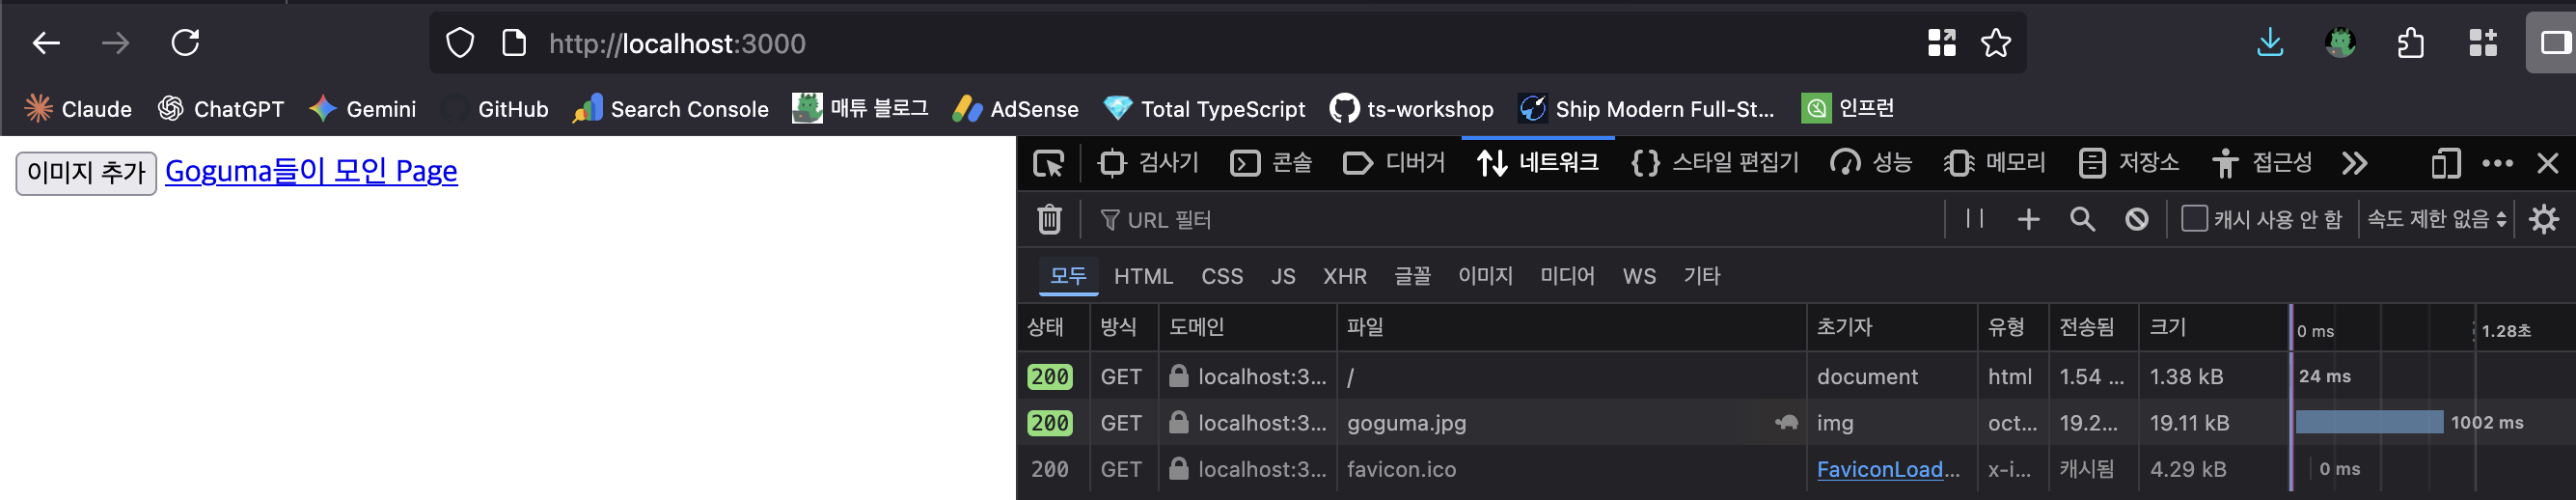 http://localhost:3000
Claude ChatGPT Gemini GitHub Search Console 매튜 블로그 AdSense Total TypeScript ts-workshop Ship Modern Full-St... 인프런
이미지 추가 Goguma들이 모인 Page
검사기 콘솔 디버거 네트워크 스타일 편집기 성능 메모리 저장소 접근성
URL 필터 캐시 사용 안 함 속도 제한 없음
모두 HTML CSS JS XHR 글꼴 이미지 미디어 WS 기타
상태 방식 도메인 파일 초기자 유형 전송됨 크기 0 ms 1.28초
200 GET localhost:3... / document html 1.54 ... 1.38 kB 24 ms
200 GET localhost:3... goguma.jpg img oct... 19.2... 19.11 kB 1002 ms
200 GET localhost:3... favicon.ico FaviconLoad... x-i... 캐시됨 4.29 kB 0 ms